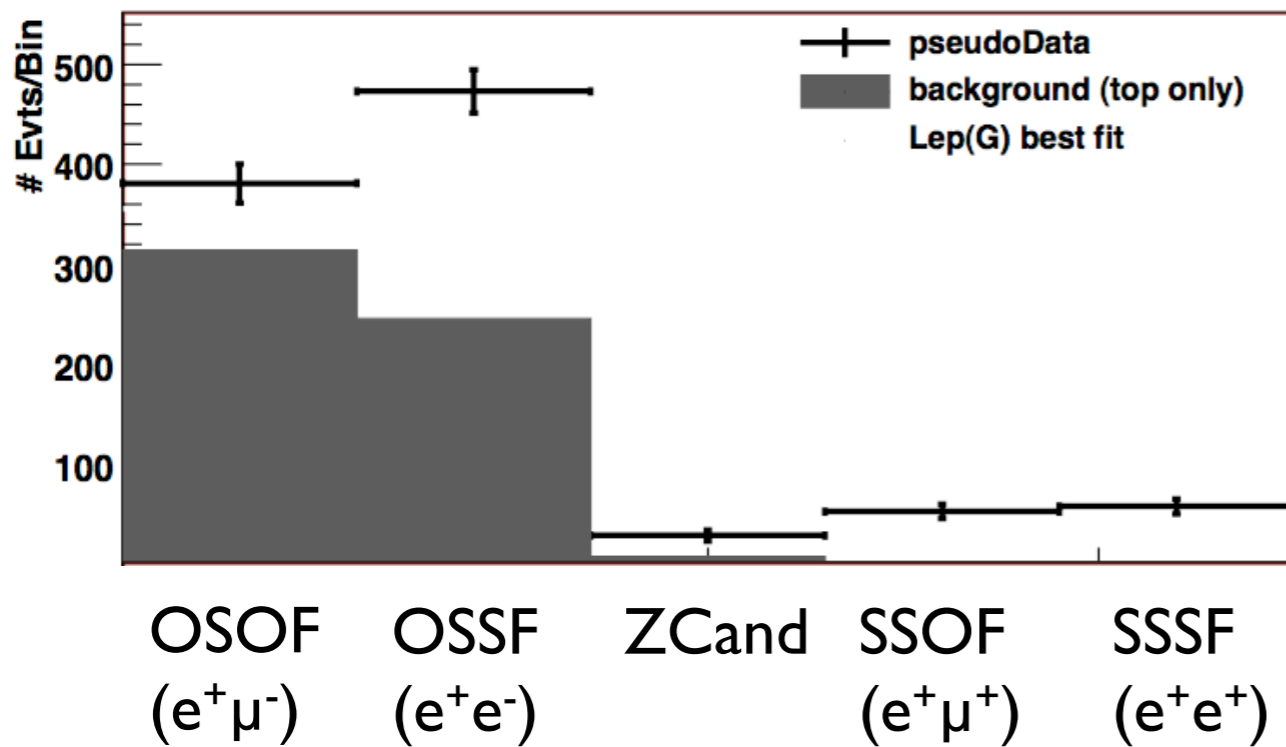 # Evts/Bin
500
400
300
200
100
pseudoData
background (top only)
Lep(G) best fit
OSOF OSSF ZCand SSOF SSSF
(e⁺μ⁻) (e⁺e⁻) (e⁺μ⁺) (e⁺e⁺)